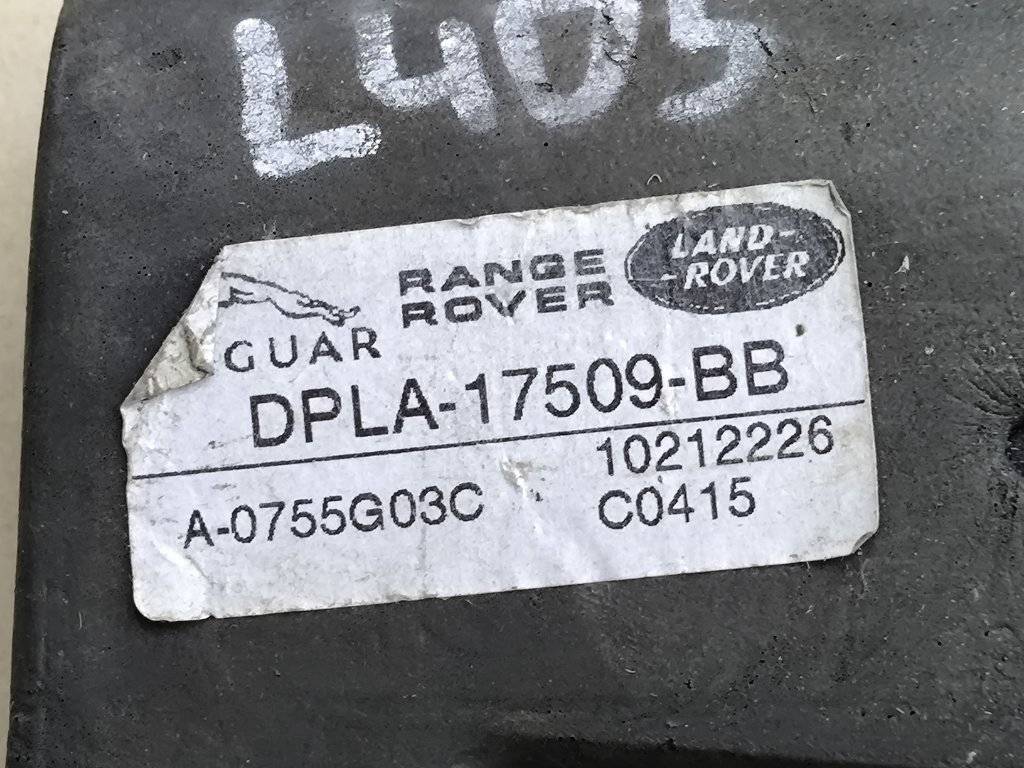 L405
GUAR
RANGE
ROVER
LAND-
-ROVER
DPLA-17509-BB
10212226
A-0755G03C
C0415